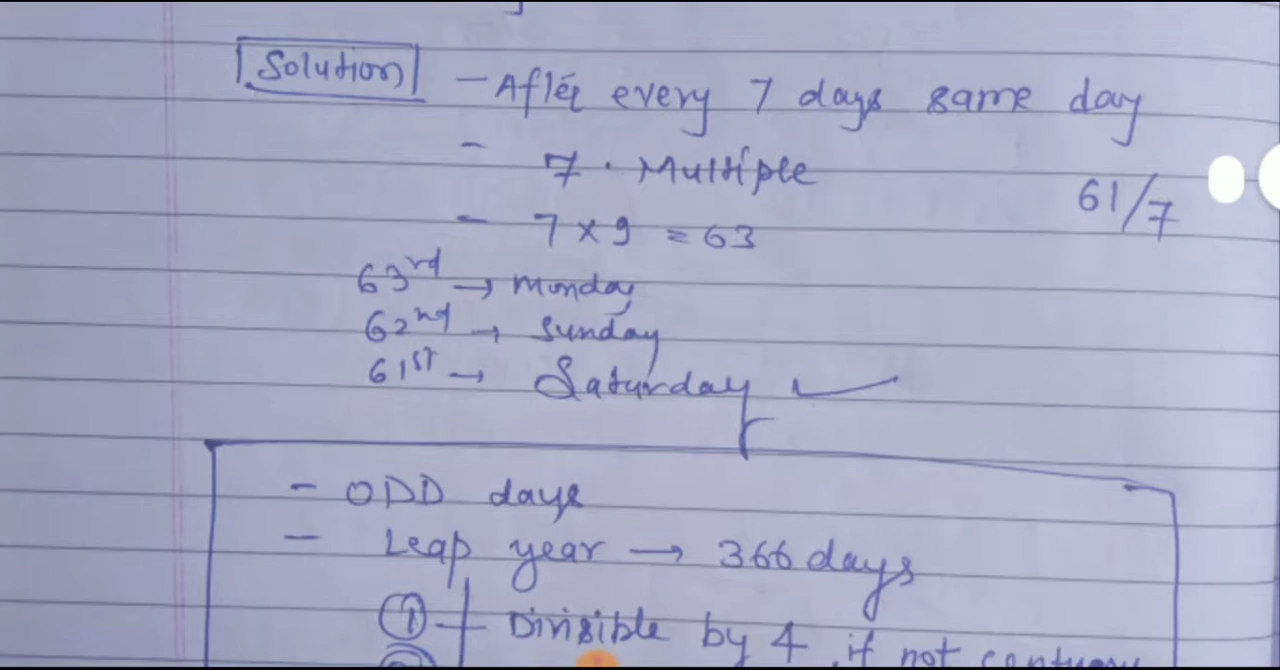 Solution - After every 7 days same day
- 7. Multiple
61/7
- 7 x 9 = 63
63rd → Monday
62nd → Sunday
61st → Saturday
- ODD days
- Leap year → 366 days
① Divisible by 4, if not century